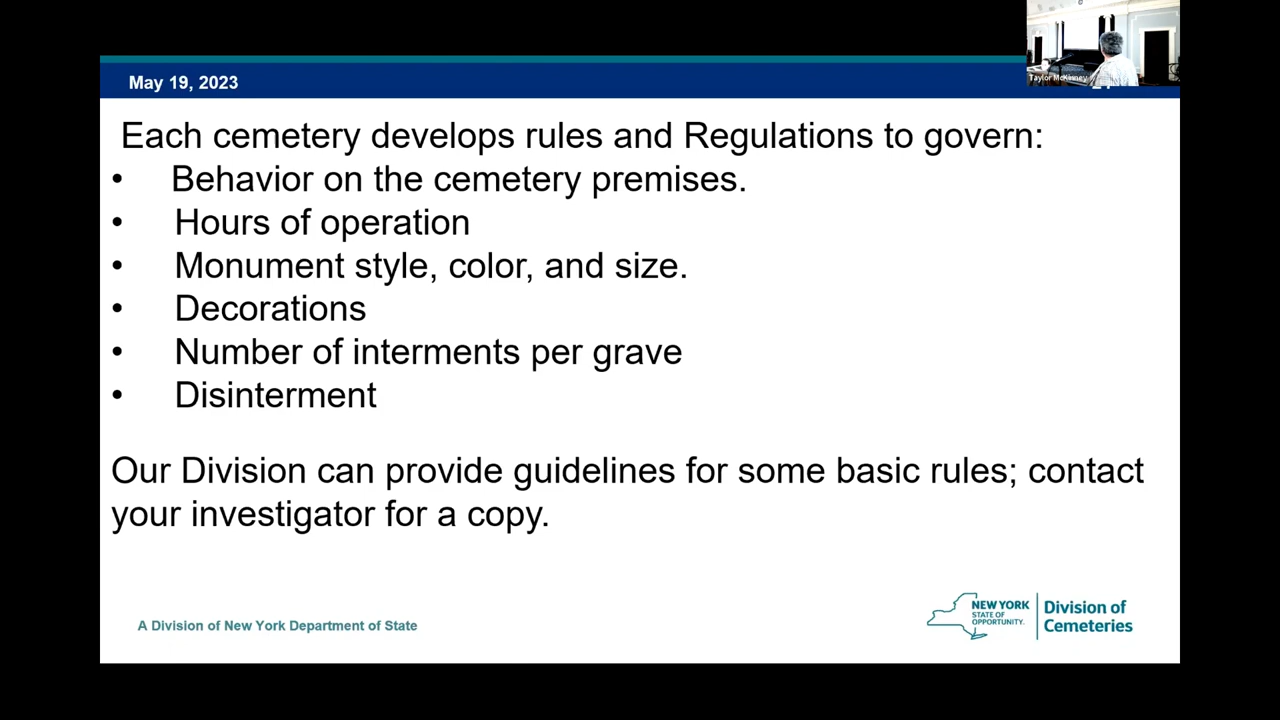 Taylor McKinney
May 19, 2023
Each cemetery develops rules and Regulations to govern:
• Behavior on the cemetery premises.
• Hours of operation
• Monument style, color, and size.
• Decorations
• Number of interments per grave
• Disinterment
Our Division can provide guidelines for some basic rules; contact
your investigator for a copy.
A Division of New York Department of State
NEW YORK
STATE OF
OPPORTUNITY.
Division of
Cemeteries